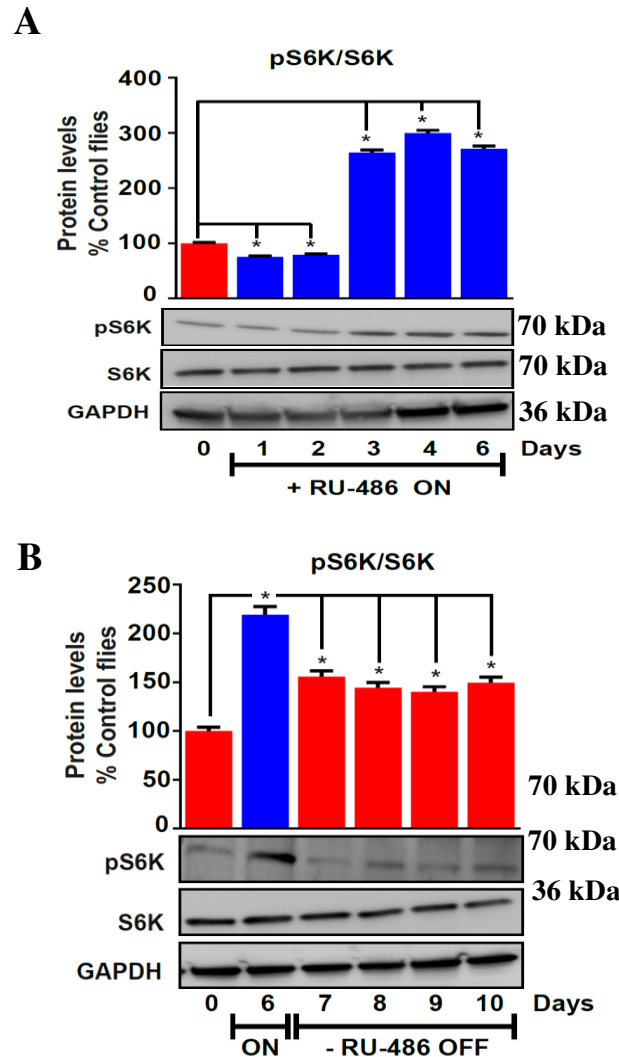 A
pS6K/S6K
Protein levels
% Control flies
400
300
200
100
0
* * * * *
pS6K 70 kDa
S6K 70 kDa
GAPDH 36 kDa
0 1 2 3 4 6 Days
+ RU-486 ON
B
pS6K/S6K
Protein levels
% Control flies
250
200
150
100
50
0
* * * * *
70 kDa
pS6K 70 kDa
36 kDa
S6K
GAPDH
0 6 7 8 9 10 Days
ON - RU-486 OFF